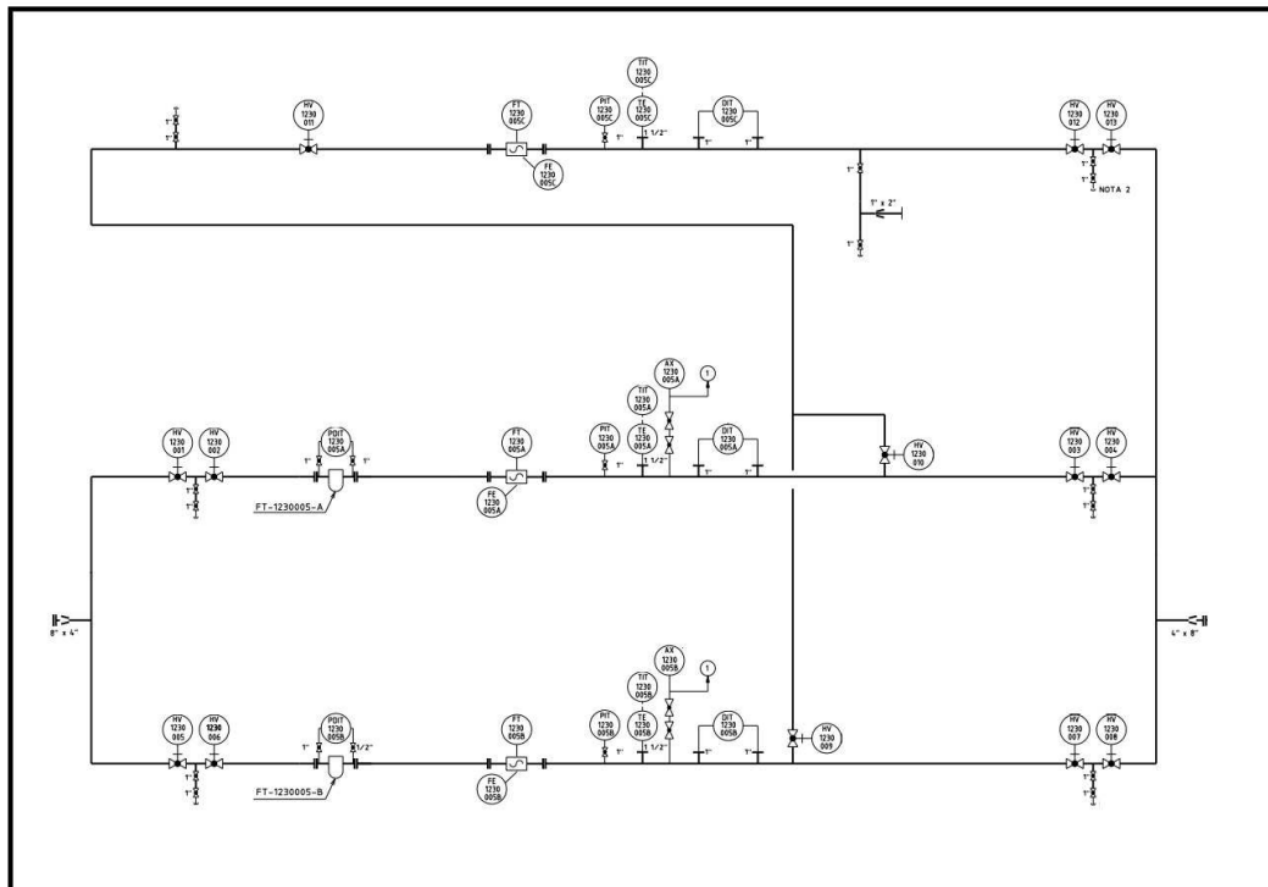 TIT
1230
005C
HV
1230
011
FT
1230
005C
PIT
1230
005C
TE
1230
005C
DIT
1230
005C
HV
1230
012
HV
1230
013
1"
1"
1"
1 1/2"
1"
1"
FE
1230
005C
1"
1"
1"
NOTA 2
1" x 2"
1"
AX
1230
005A
1
TIT
1230
005A
HV
1230
001
HV
1230
002
PDIT
1230
005A
FT
1230
005A
PIT
1230
005A
TE
1230
005A
DIT
1230
005A
HV
1230
010
HV
1230
003
HV
1230
004
1"
1"
1"
1 1/2"
1"
1"
1"
1"
FE
1230
005A
1"
1"
FT-1230005-A
8" x 4"
4" x 8"
AX
1230
005B
1
TIT
1230
005B
HV
1230
005
HV
1230
006
PDIT
1230
005B
FT
1230
005B
PIT
1230
005B
TE
1230
005B
DIT
1230
005B
HV
1230
009
HV
1230
007
HV
1230
008
1"
1/2"
1"
1 1/2"
1"
1"
1"
1"
FE
1230
005B
1"
1"
FT-1230005-B